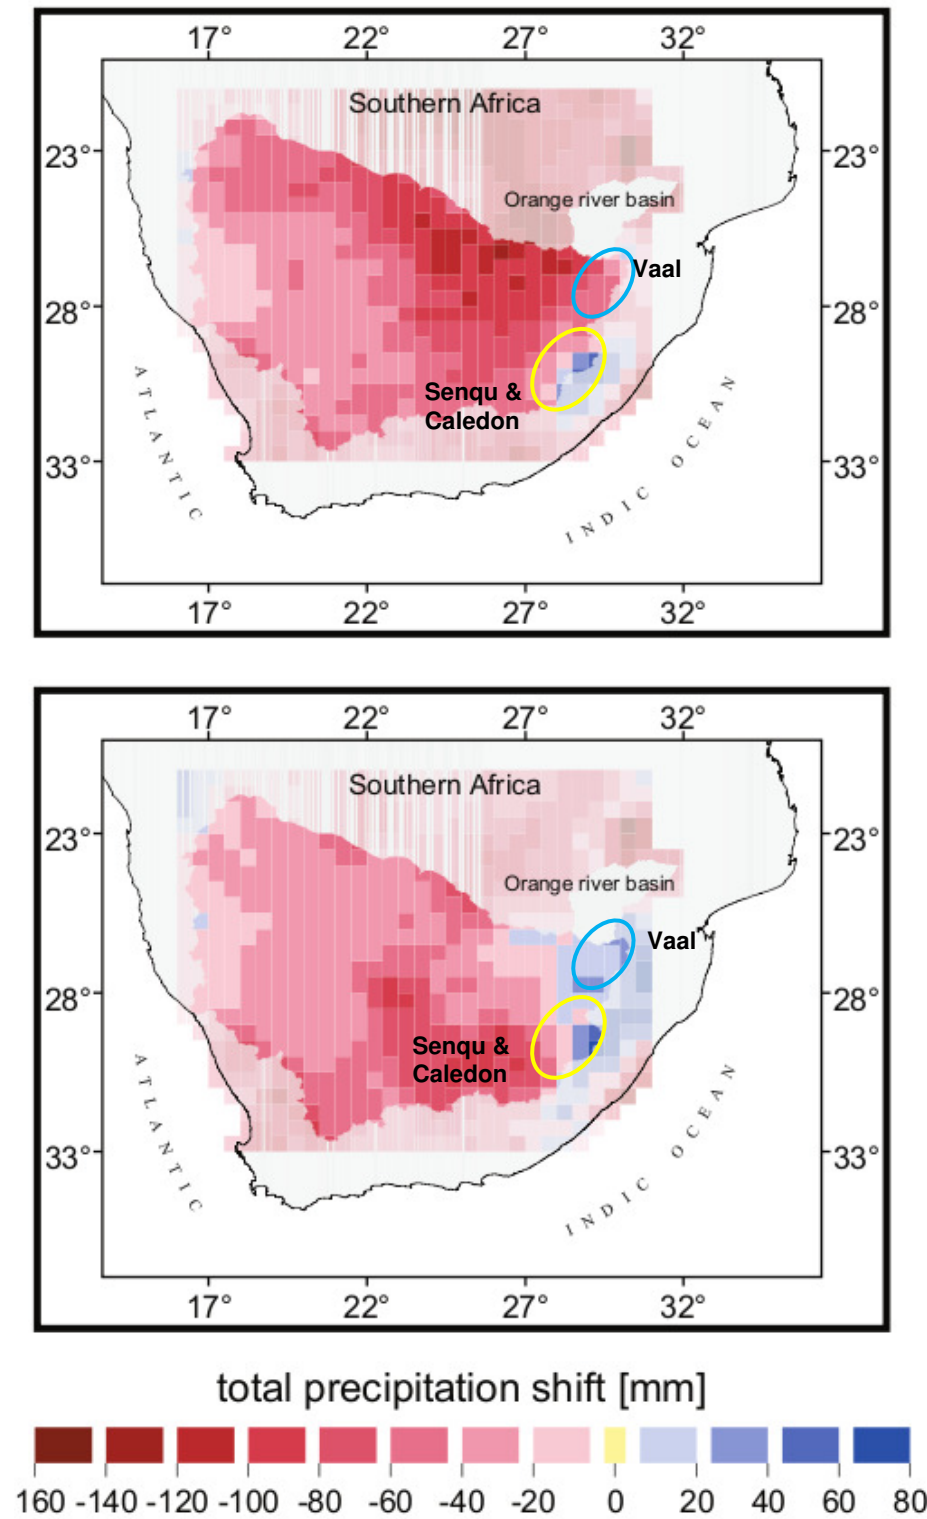 17° 22° 27° 32°
Southern Africa
23° 23°
Orange river basin
Vaal
28° 28°
Senqu &
Caledon
ATLANTIC
INDIC OCEAN
33° 33°
17° 22° 27° 32°
17° 22° 27° 32°
Southern Africa
23° 23°
Orange river basin
Vaal
28° 28°
Senqu &
Caledon
ATLANTIC
INDIC OCEAN
33° 33°
17° 22° 27° 32°
total precipitation shift [mm]
160 -140 -120 -100 -80 -60 -40 -20 0 20 40 60 80